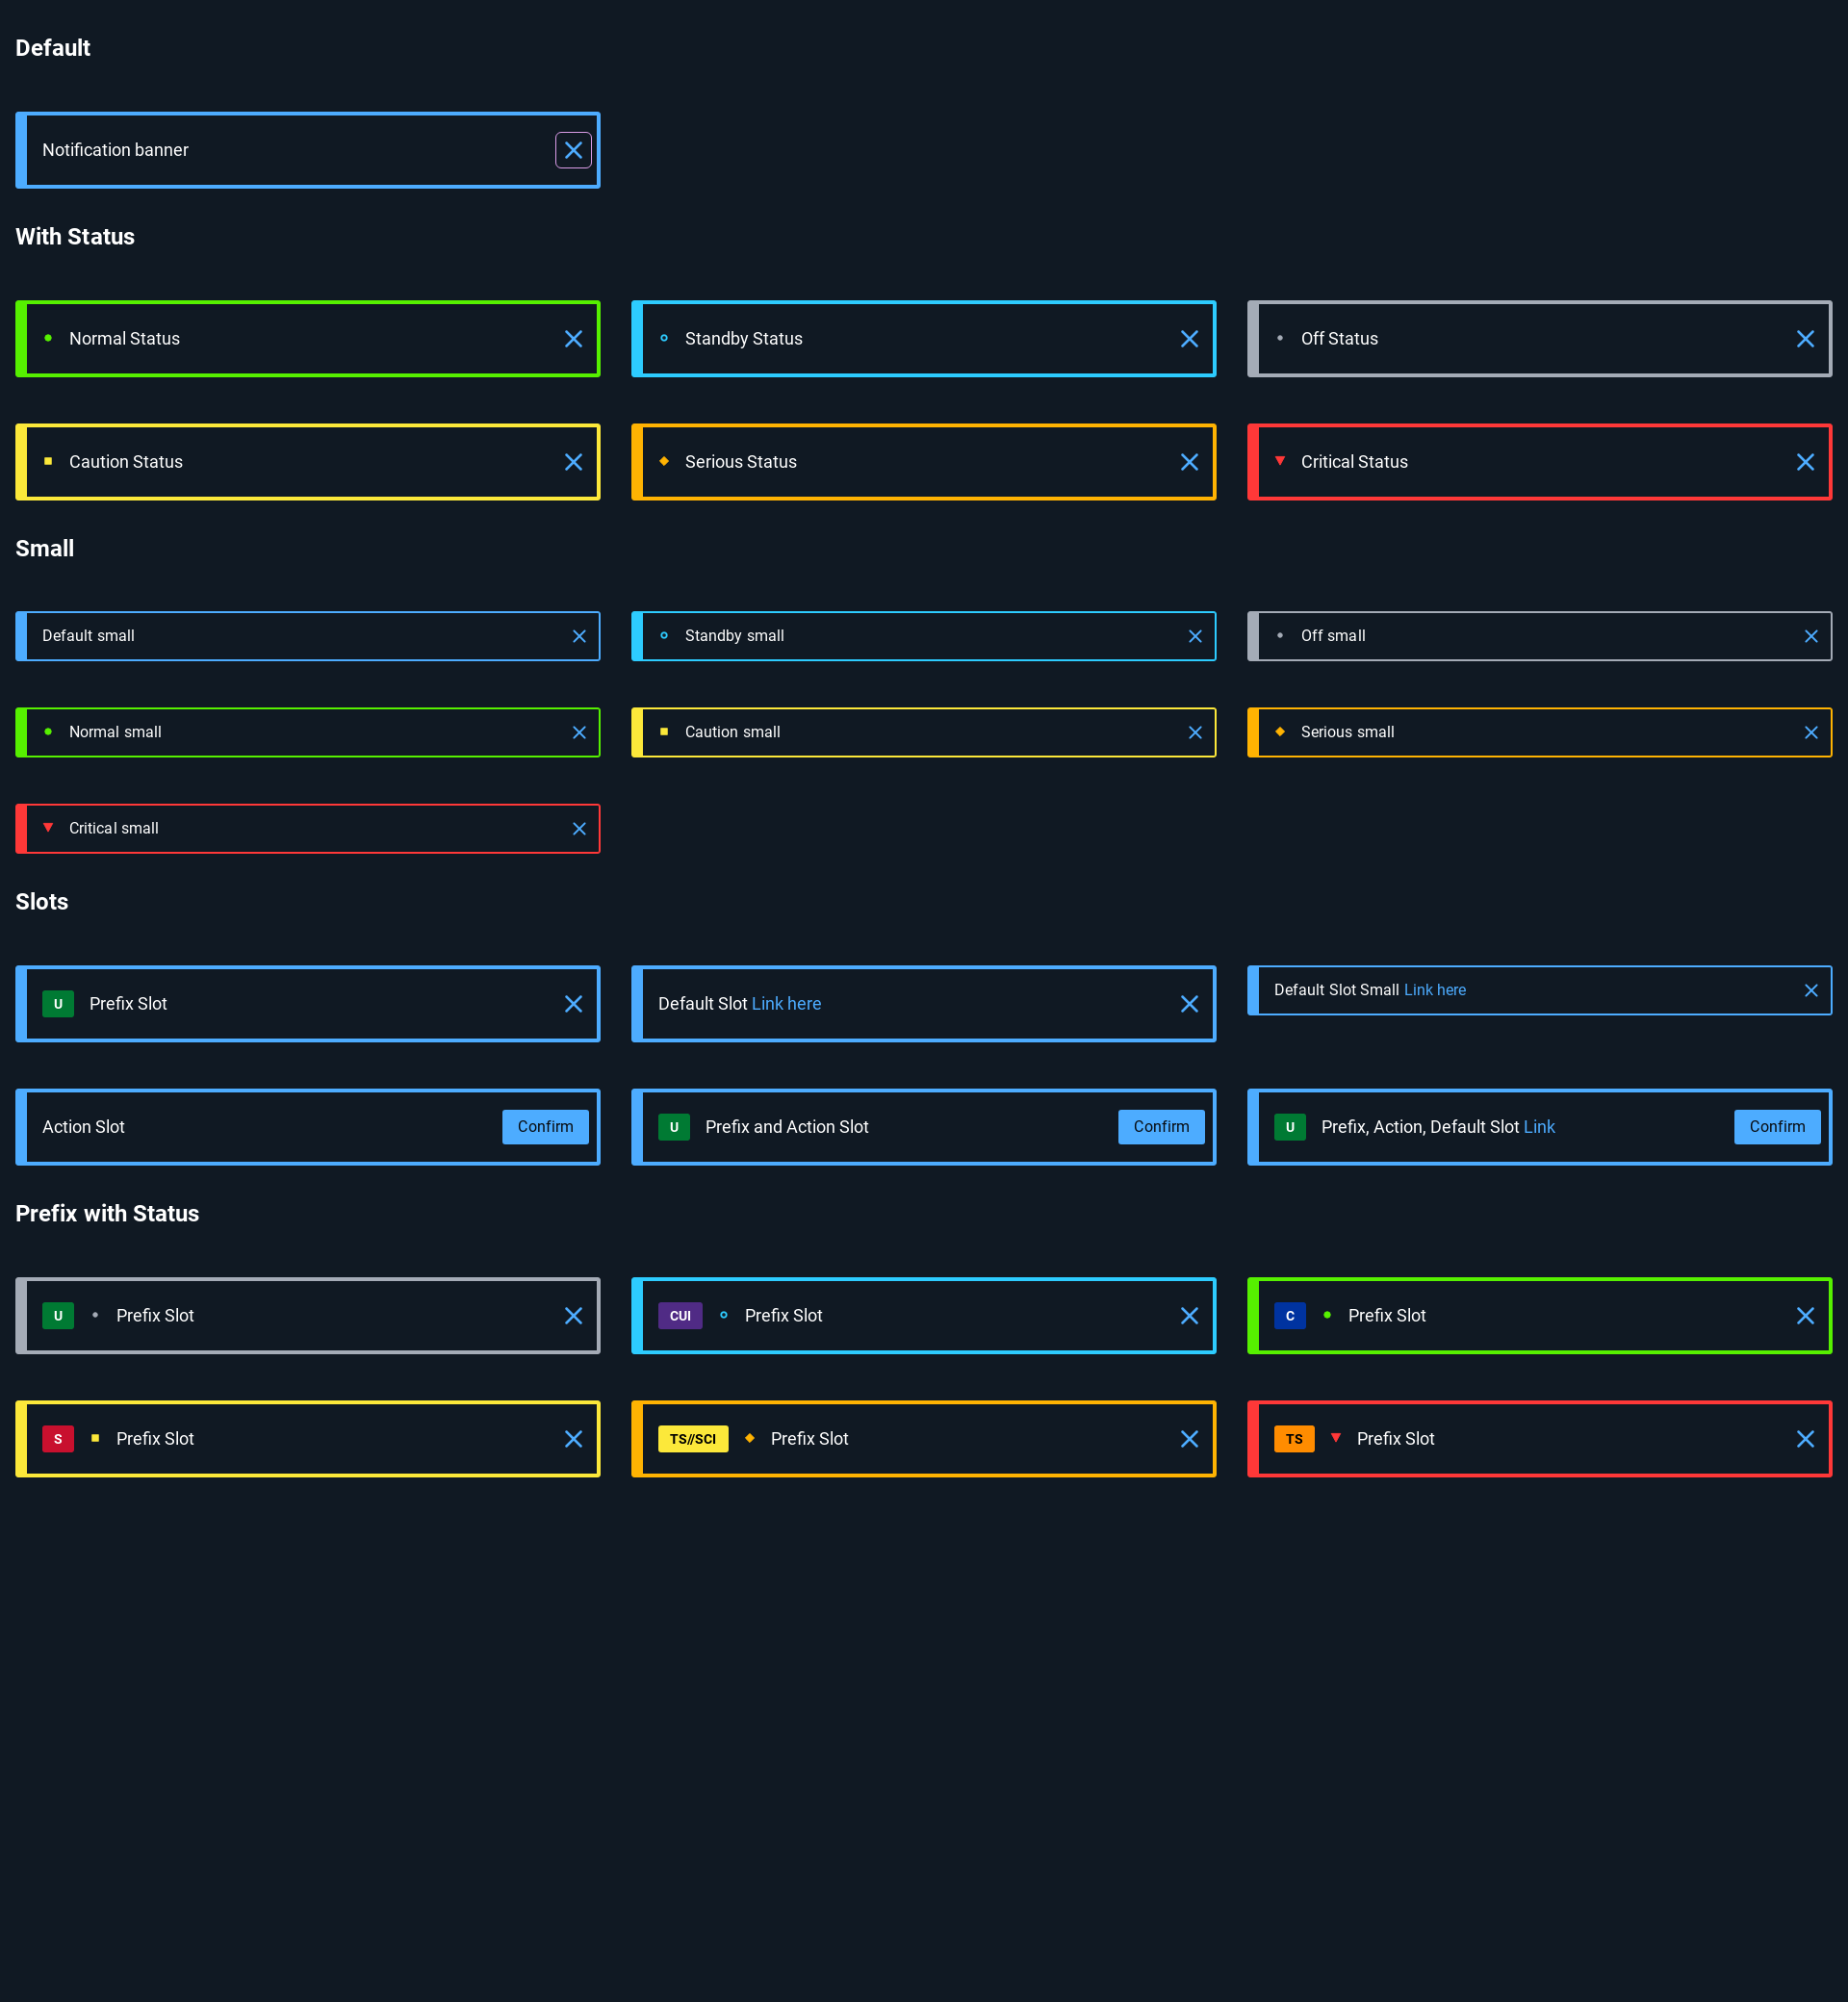 Default
Notification banner
With Status
Normal Status
Standby Status
Off Status
Caution Status
Serious Status
Critical Status
Small
Default small
Standby small
Off small
Normal small
Caution small
Serious small
Critical small
Slots
U Prefix Slot
Default Slot Link here
Default Slot Small Link here
Action Slot Confirm
U Prefix and Action Slot Confirm
U Prefix, Action, Default Slot Link Confirm
Prefix with Status
U Prefix Slot
CUI Prefix Slot
C Prefix Slot
S Prefix Slot
TS//SCI Prefix Slot
TS Prefix Slot